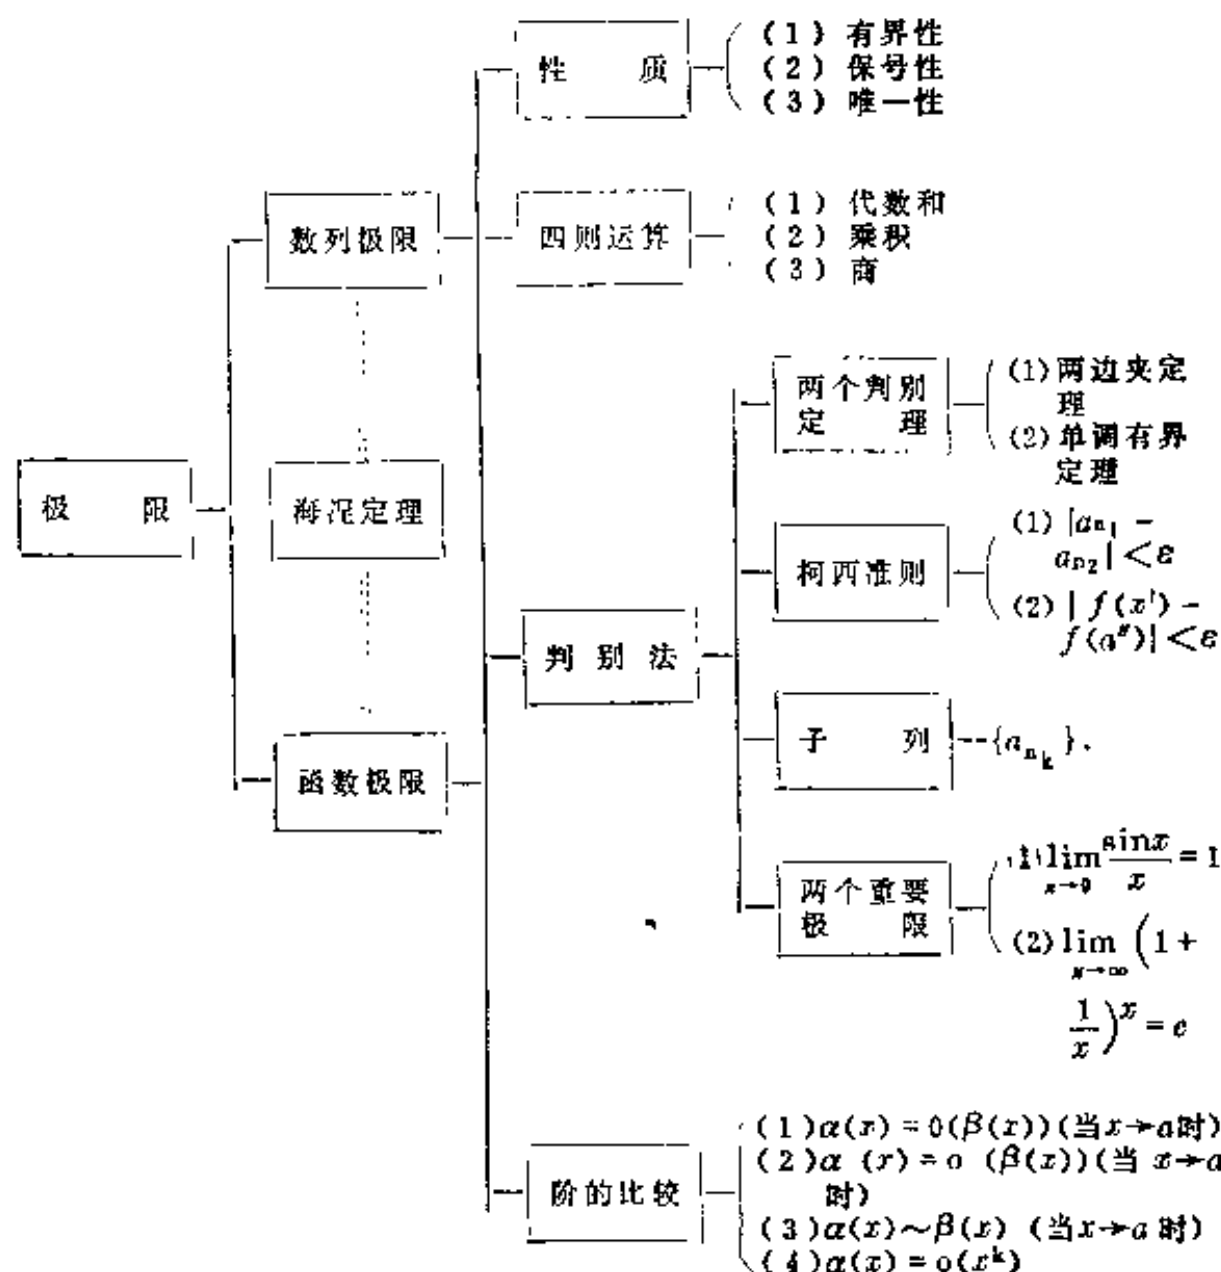 性 质
(1) 有界性
(2) 保号性
(3) 唯一性
数列极限
四则运算
(1) 代数和
(2) 乘积
(3) 商
两个判别
定 理
(1)两边夹定
理
(2)单调有界
定理
极 限
海涅定理
柯西准则
(1)|aₙ₁ -
aₙ₂|<ε
(2)|f(x′) -
f(a″)|<ε
判别法
子 列
{a_{n_k}}.
函数极限
两个重要
极 限
(1) lim_{x→0} sinx/x = 1
(2) lim_{x→∞} (1 +
1/x)^x = e
阶的比较
(1)α(x) = 0(β(x))(当x→a时)
(2)α (x) = o (β(x))(当 x→a
时)
(3)α(x)~β(x) (当x→a时)
(4)α(x) = o(x^k)